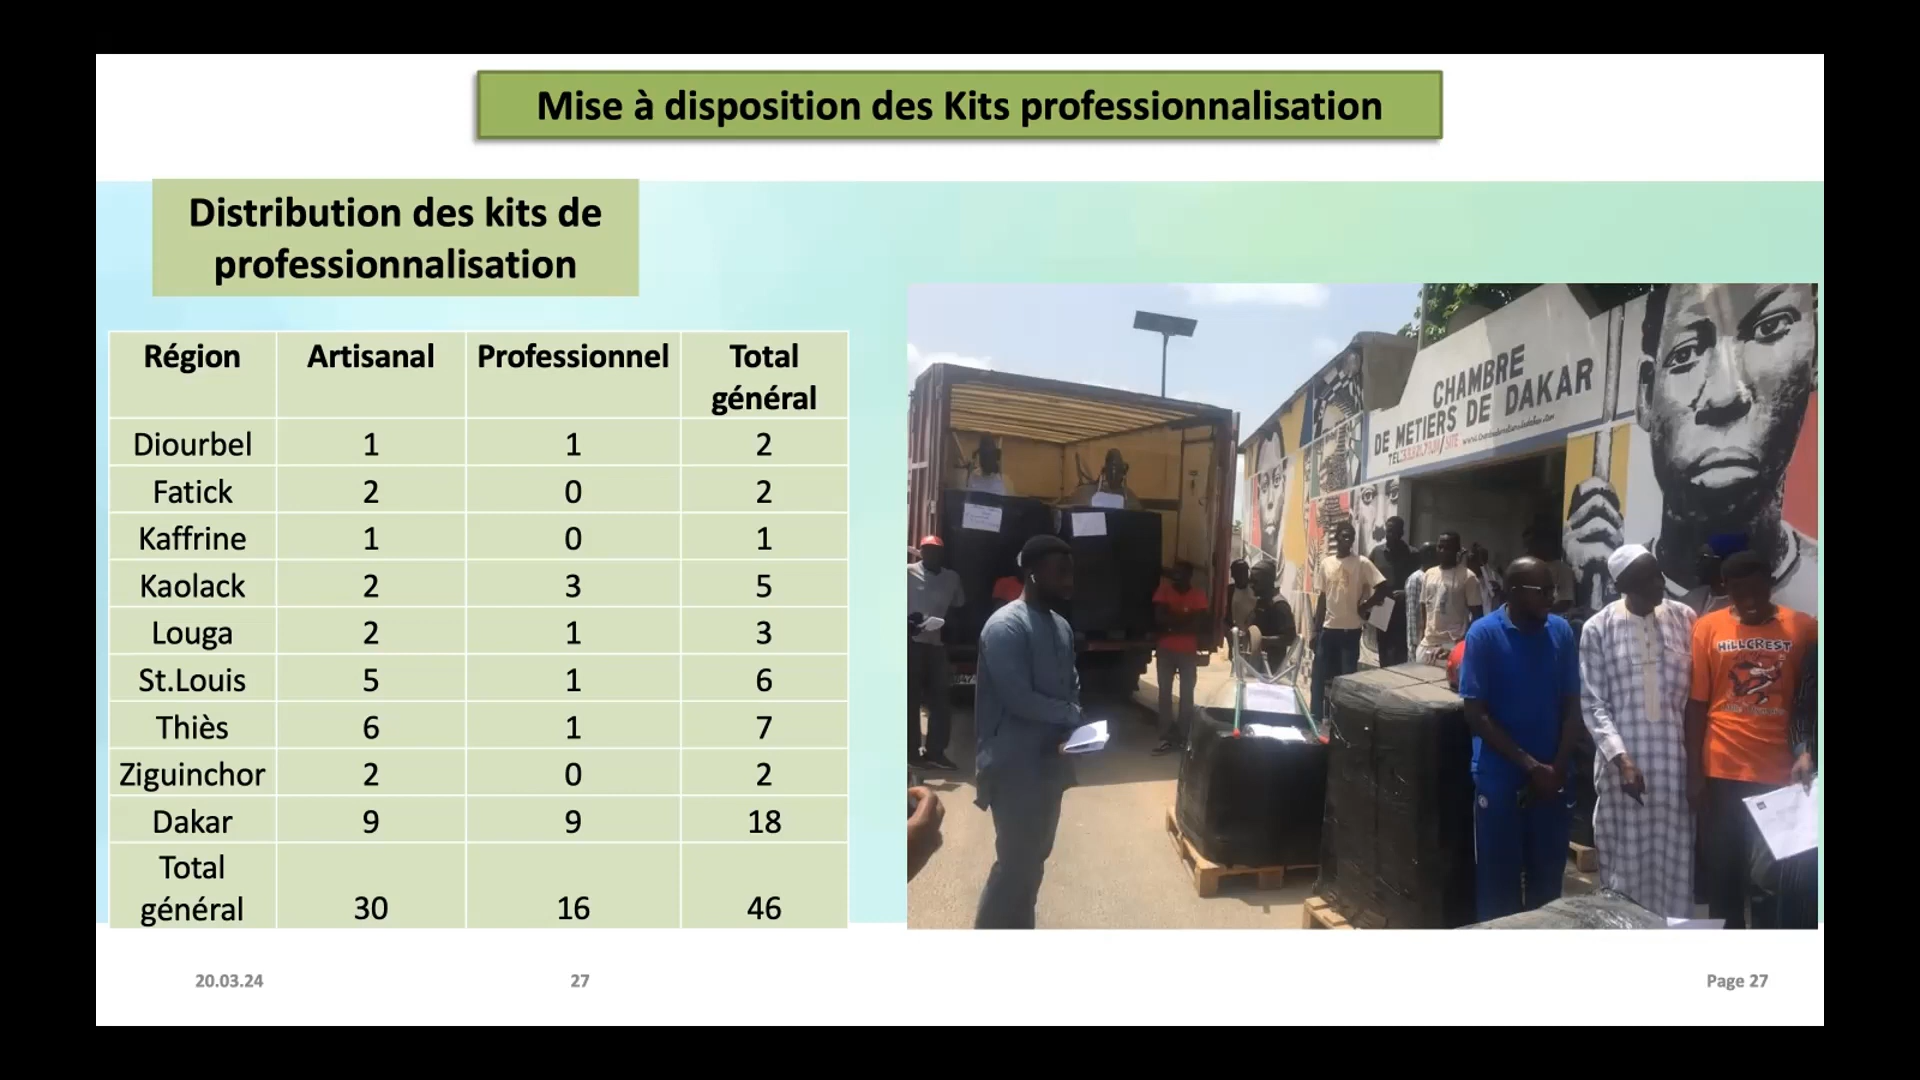 Mise à disposition des Kits professionnalisation
Distribution des kits de
professionnalisation
Région Artisanal Professionnel Total
général
Diourbel 1 1 2
Fatick 2 0 2
Kaffrine 1 0 1
Kaolack 2 3 5
Louga 2 1 3
St.Louis 5 1 6
Thiès 6 1 7
Ziguinchor 2 0 2
Dakar 9 9 18
Total
général 30 16 46
CHAMBRE
DE METIERS DE DAKAR
HILLCREST
20.03.24 27 Page 27